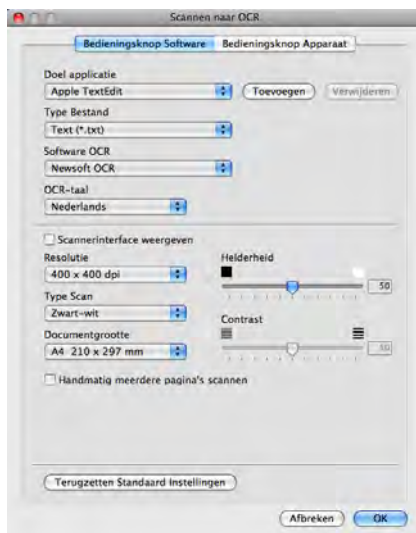 Scannen naar OCR
Bedieningsknop Software Bedieningsknop Apparaat
Doel applicatie
Apple TextEdit Toevoegen Verwijderen
Type Bestand
Text (*.txt)
Software OCR
Newsoft OCR
OCR-taal
Nederlands
Scannerinterface weergeven
Resolutie Helderheid
400 x 400 dpi
50
Type Scan
Zwart-wit
Contrast
Documentgrootte
A4 210 x 297 mm 50
Handmatig meerdere pagina's scannen
Terugzetten Standaard Instellingen
Afbreken OK